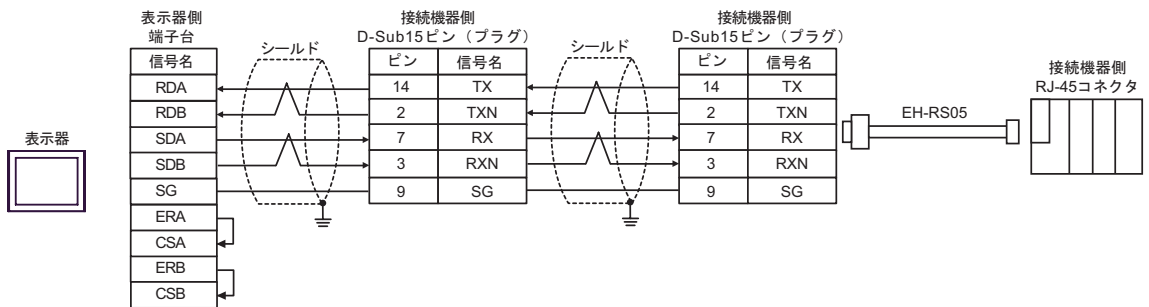 表示器
表示器側
端子台
信号名
RDA
RDB
SDA
SDB
SG
ERA
CSA
ERB
CSB
シールド
接続機器側
D-Sub15ピン（プラグ）
ピン 信号名
14 TX
2 TXN
7 RX
3 RXN
9 SG
シールド
接続機器側
D-Sub15ピン（プラグ）
ピン 信号名
14 TX
2 TXN
7 RX
3 RXN
9 SG
EH-RS05
接続機器側
RJ-45コネクタ